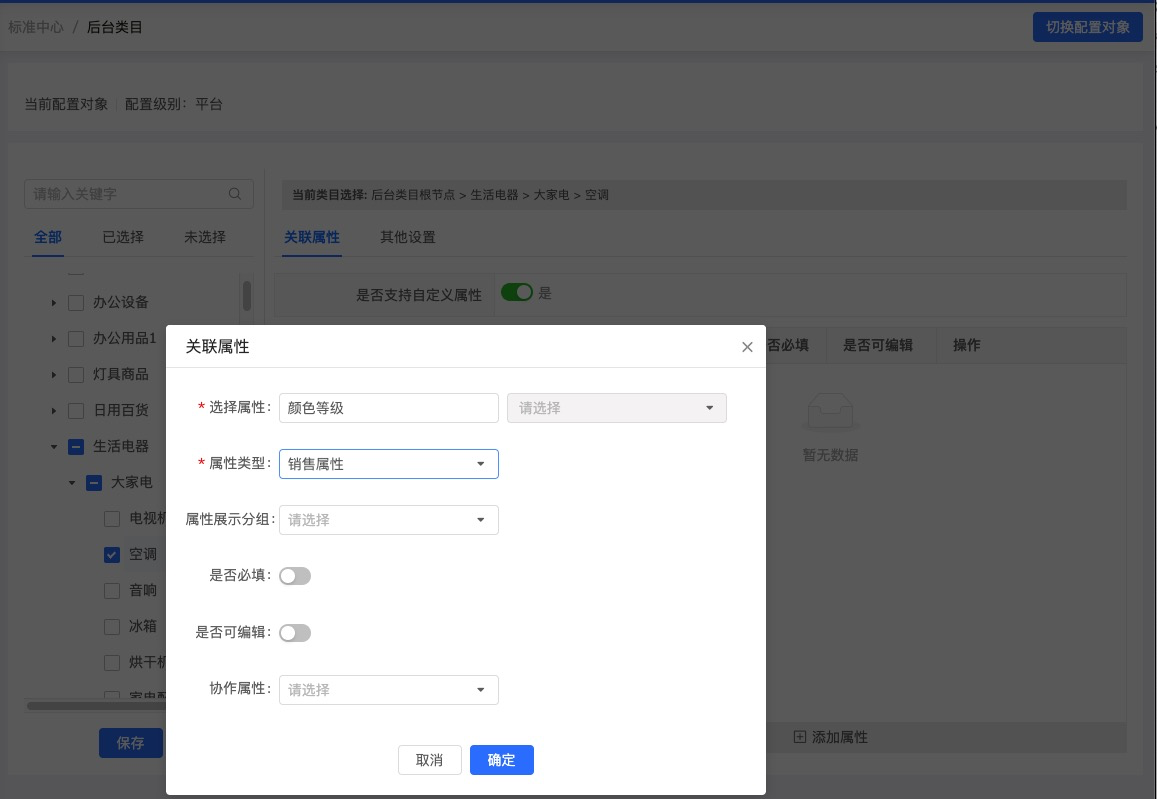 标准中心 / 后台类目
切换配置对象
当前配置对象 配置级别：平台
请输入关键字
当前类目选择: 后台类目根节点 > 生活电器 > 大家电 > 空调
全部 已选择 未选择
关联属性 其他设置
办公设备
是否支持自定义属性 是
办公用品1
否必填 是否可编辑 操作
灯具商品
日用百货
生活电器
大家电
电视机
空调
音响
冰箱
烘干机
保存
暂无数据
添加属性
关联属性
* 选择属性: 颜色等级 请选择
* 属性类型: 销售属性
属性展示分组: 请选择
是否必填:
是否可编辑:
协作属性: 请选择
取消 确定